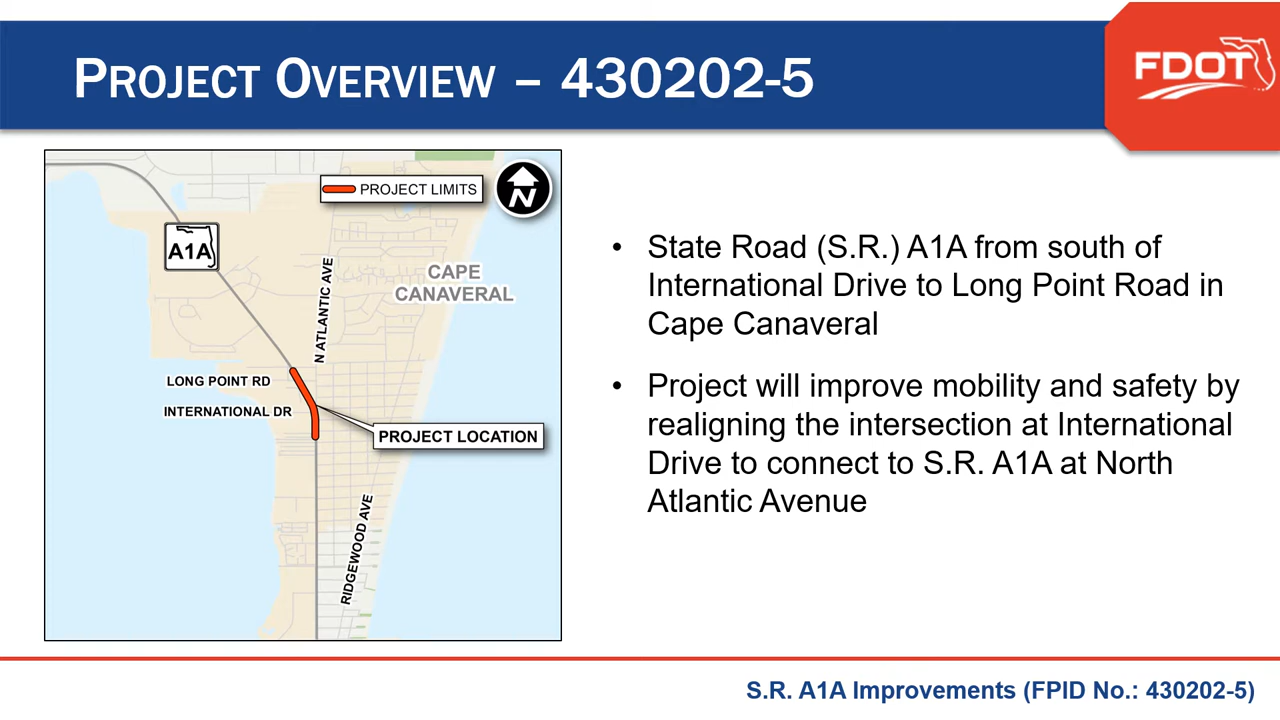 PROJECT OVERVIEW – 430202-5
FDOT
PROJECT LIMITS
N
A1A
N ATLANTIC AVE
CAPE
CANAVERAL
LONG POINT RD
INTERNATIONAL DR
PROJECT LOCATION
RIDGEWOOD AVE
• State Road (S.R.) A1A from south of
International Drive to Long Point Road in
Cape Canaveral
• Project will improve mobility and safety by
realigning the intersection at International
Drive to connect to S.R. A1A at North
Atlantic Avenue
S.R. A1A Improvements (FPID No.: 430202-5)